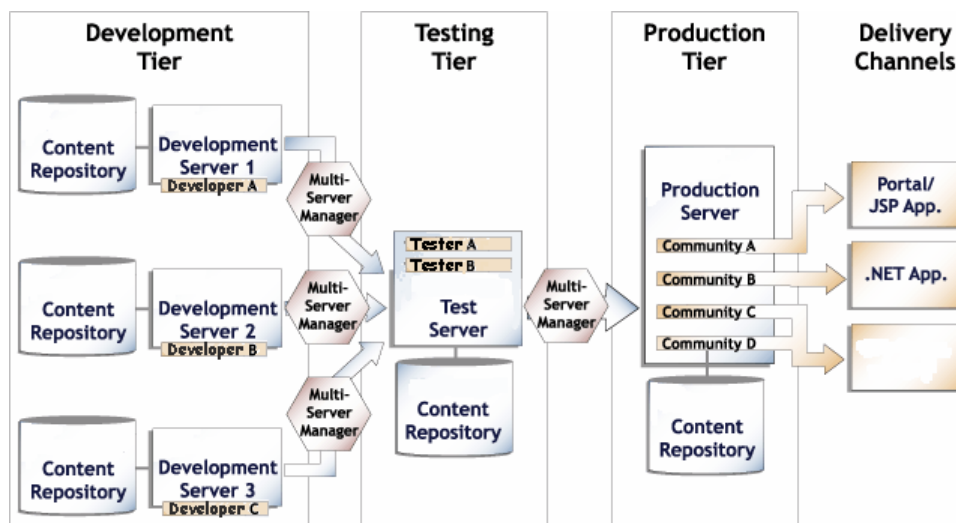 Development
Tier
Testing
Tier
Production
Tier
Delivery
Channels
Content
Repository
Development
Server 1
Developer A
Multi-
Server
Manager
Content
Repository
Development
Server 2
Developer B
Multi-
Server
Manager
Content
Repository
Development
Server 3
Developer C
Multi-
Server
Manager
Tester A
Tester B
Test
Server
Content
Repository
Multi-
Server
Manager
Production
Server
Community A
Community B
Community C
Community D
Content
Repository
Portal/
JSP App.
.NET App.